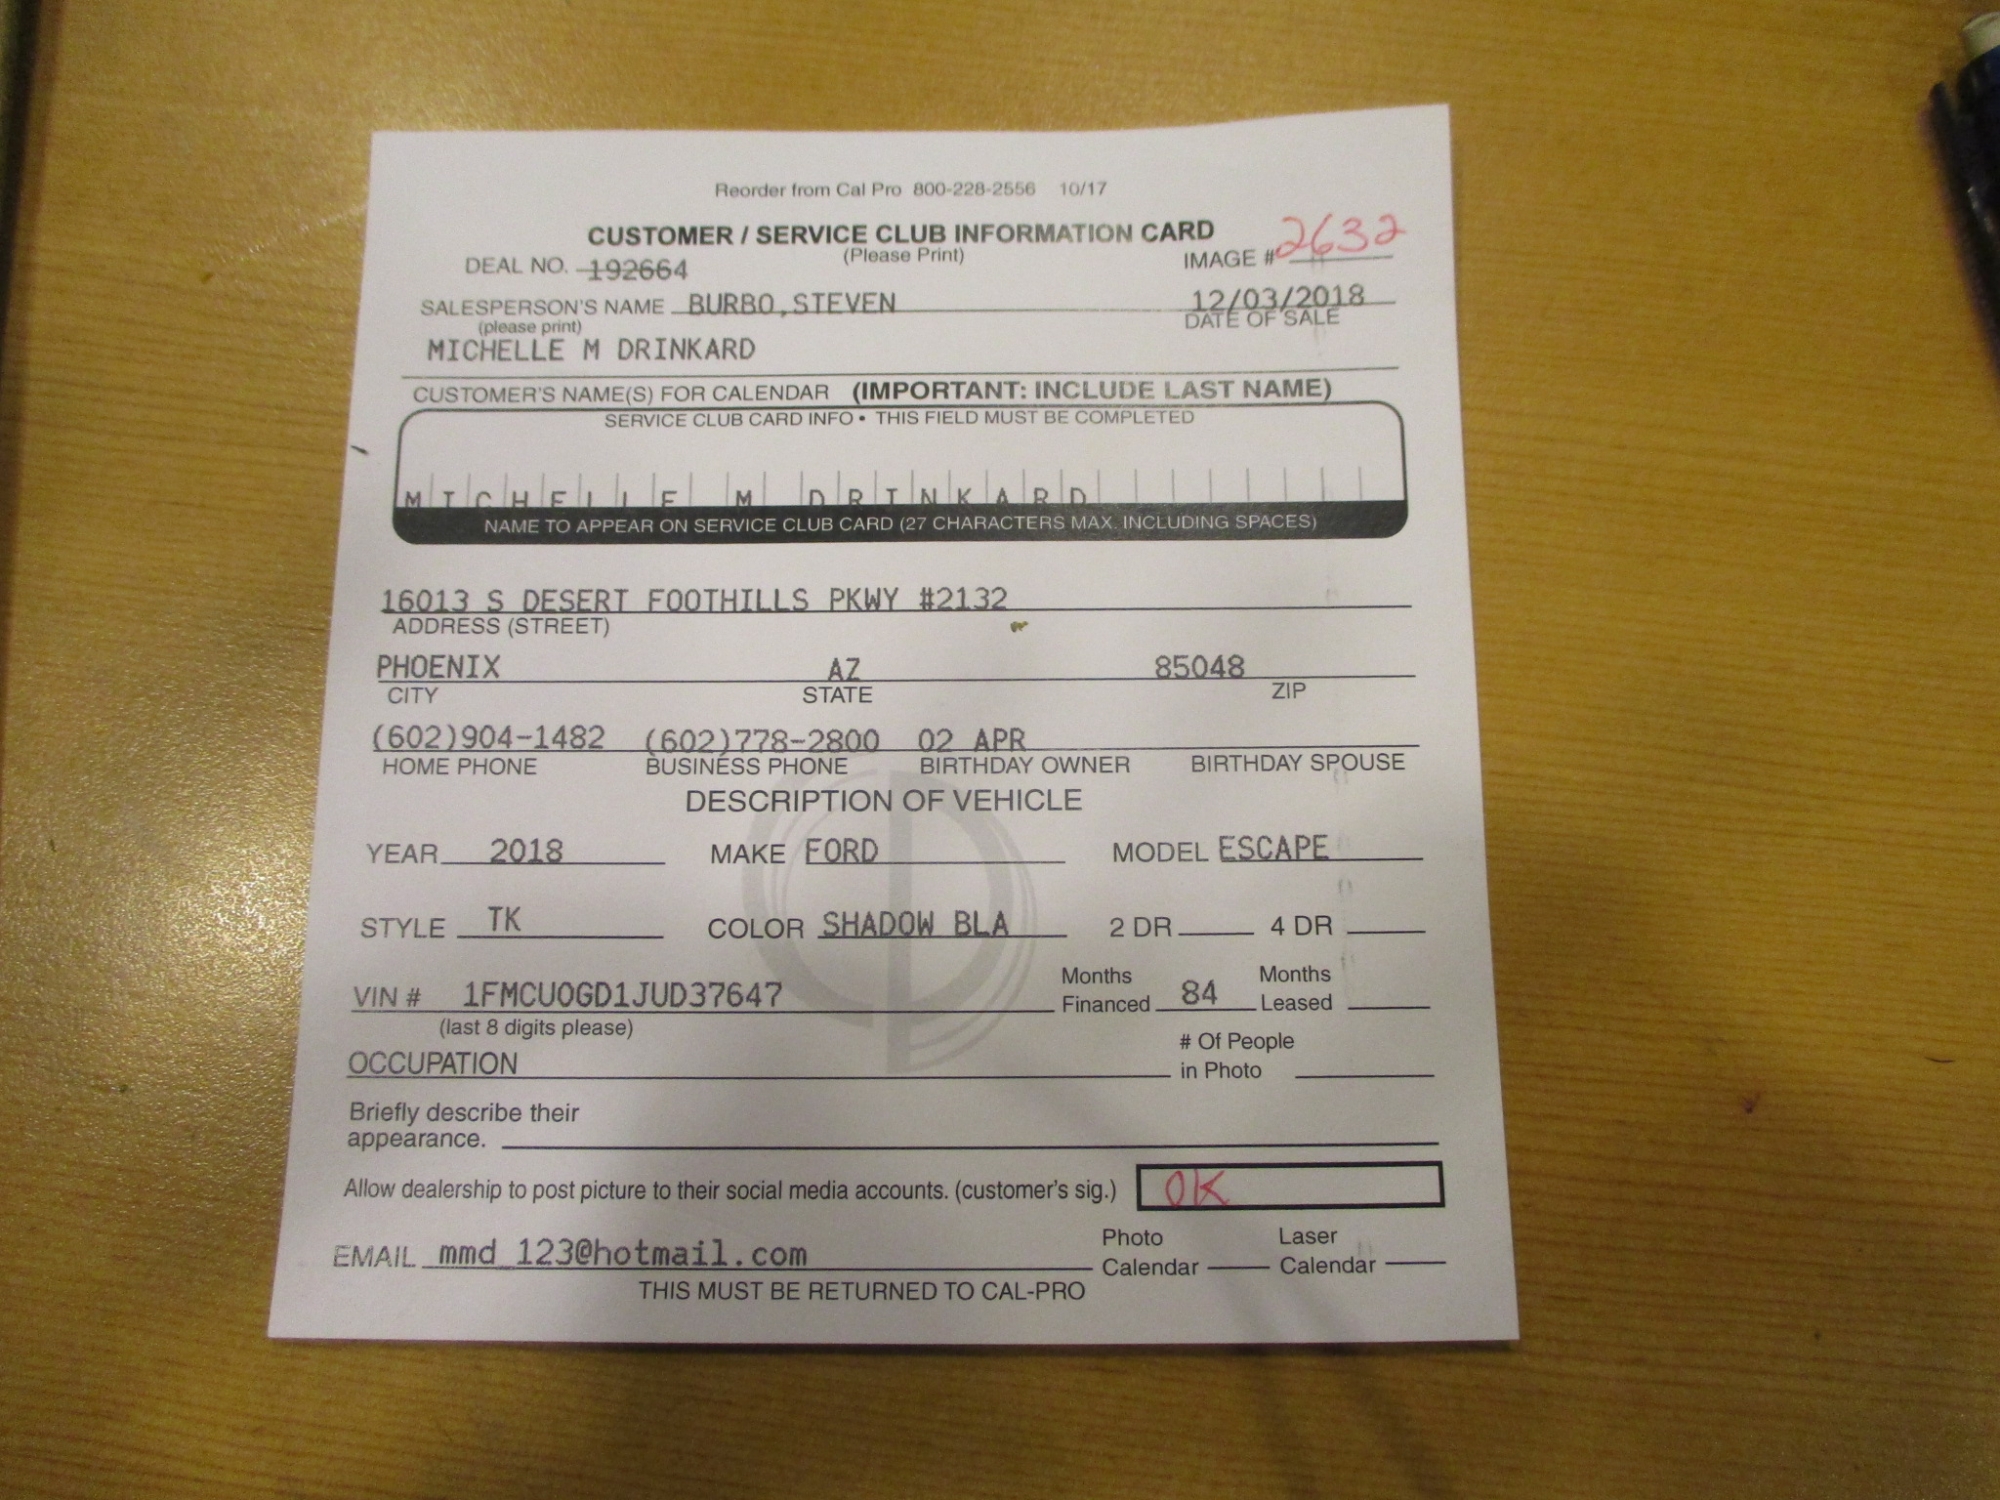 Reorder from Cal Pro 800-228-2556 10/17
CUSTOMER / SERVICE CLUB INFORMATION CARD
(Please Print)
IMAGE # 2632
DEAL NO. 192664
SALESPERSON'S NAME BURBO,STEVEN 12/03/2018
(please print) DATE OF SALE
MICHELLE M DRINKARD
CUSTOMER'S NAME(S) FOR CALENDAR (IMPORTANT: INCLUDE LAST NAME)
SERVICE CLUB CARD INFO • THIS FIELD MUST BE COMPLETED
MICHELLE M DRINKARD
NAME TO APPEAR ON SERVICE CLUB CARD (27 CHARACTERS MAX. INCLUDING SPACES)
16013 S DESERT FOOTHILLS PKWY #2132
ADDRESS (STREET)
PHOENIX AZ 85048
CITY STATE ZIP
(602)904-1482 (602)778-2800 02 APR
HOME PHONE BUSINESS PHONE BIRTHDAY OWNER BIRTHDAY SPOUSE
DESCRIPTION OF VEHICLE
YEAR 2018 MAKE FORD MODEL ESCAPE
STYLE TK COLOR SHADOW BLA 2 DR 4 DR
VIN # 1FMCU0GD1JUD37647 Months Financed 84 Months Leased
(last 8 digits please)
OCCUPATION # Of People in Photo
Briefly describe their
appearance.
Allow dealership to post picture to their social media accounts. (customer's sig.) OK
EMAIL mmd_123@hotmail.com Photo Calendar Laser Calendar
THIS MUST BE RETURNED TO CAL-PRO